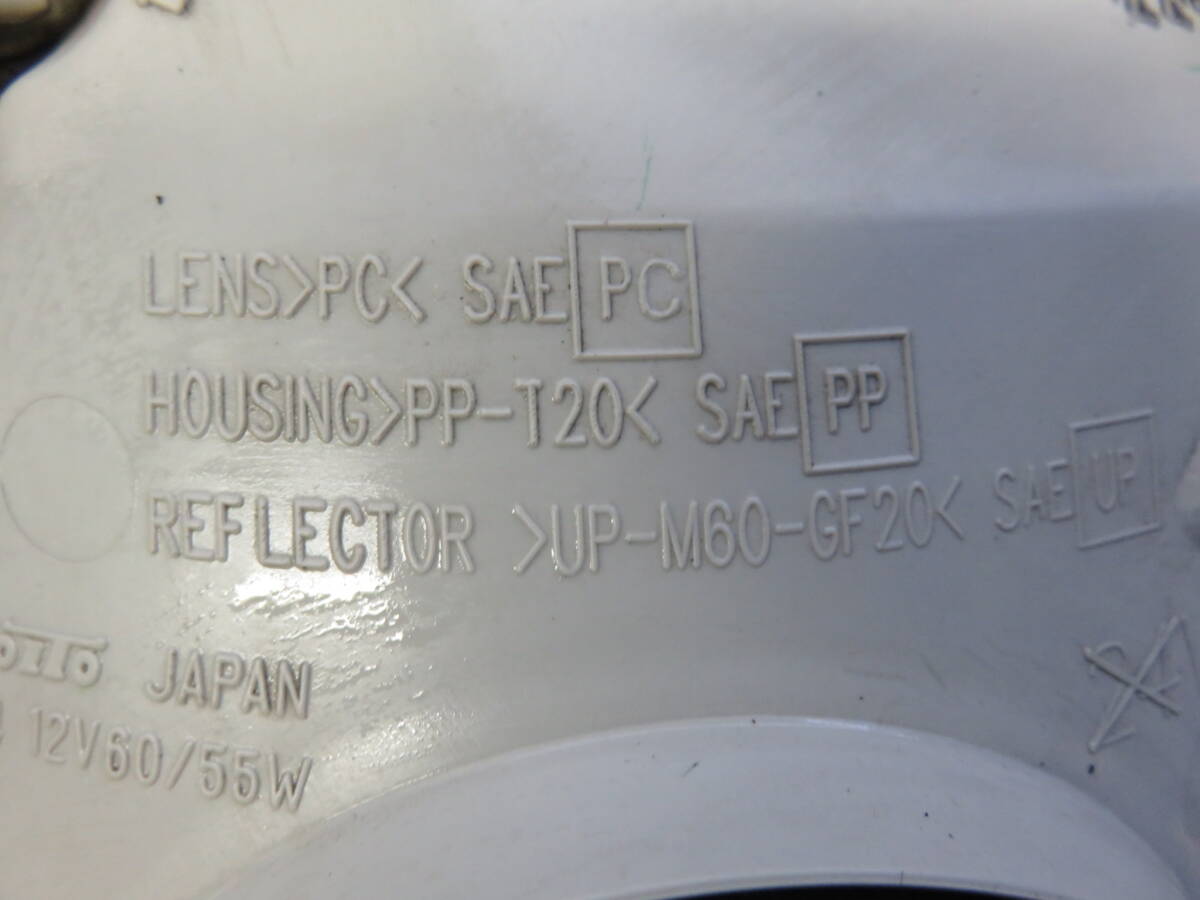 LENS>PC< SAE PC
HOUSING>PP-T20< SAE PP
REFLECTOR >UP-M60-GF20< SAE UP
JAPAN
12V60/55W